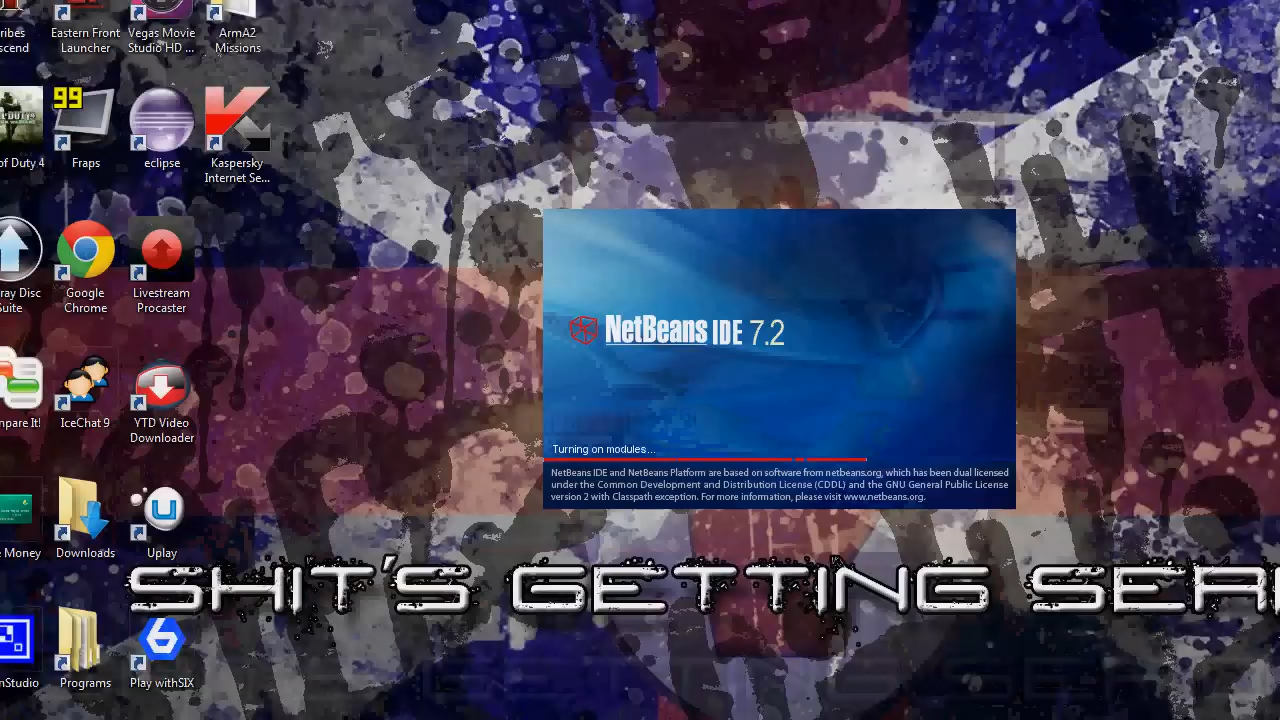 ribes
scend
Eastern Front
Launcher
Vegas Movie
Studio HD ...
ArmA2
Missions
99
of Duty 4
Fraps
eclipse
Kaspersky
Internet Se...
ray Disc
Suite
Google
Chrome
Livestream
Procaster
NetBeans IDE 7.2
mpare It!
IceChat 9
YTD Video
Downloader
Turning on modules...
NetBeans IDE and NetBeans Platform are based on software from netbeans.org, which has been dual licensed
under the Common Development and Distribution License (CDDL) and the GNU General Public License
version 2 with Classpath exception. For more information, please visit www.netbeans.org.
e Money
Downloads
Uplay
SHIT'S GETTING SER
nStudio
Programs
Play withSIX